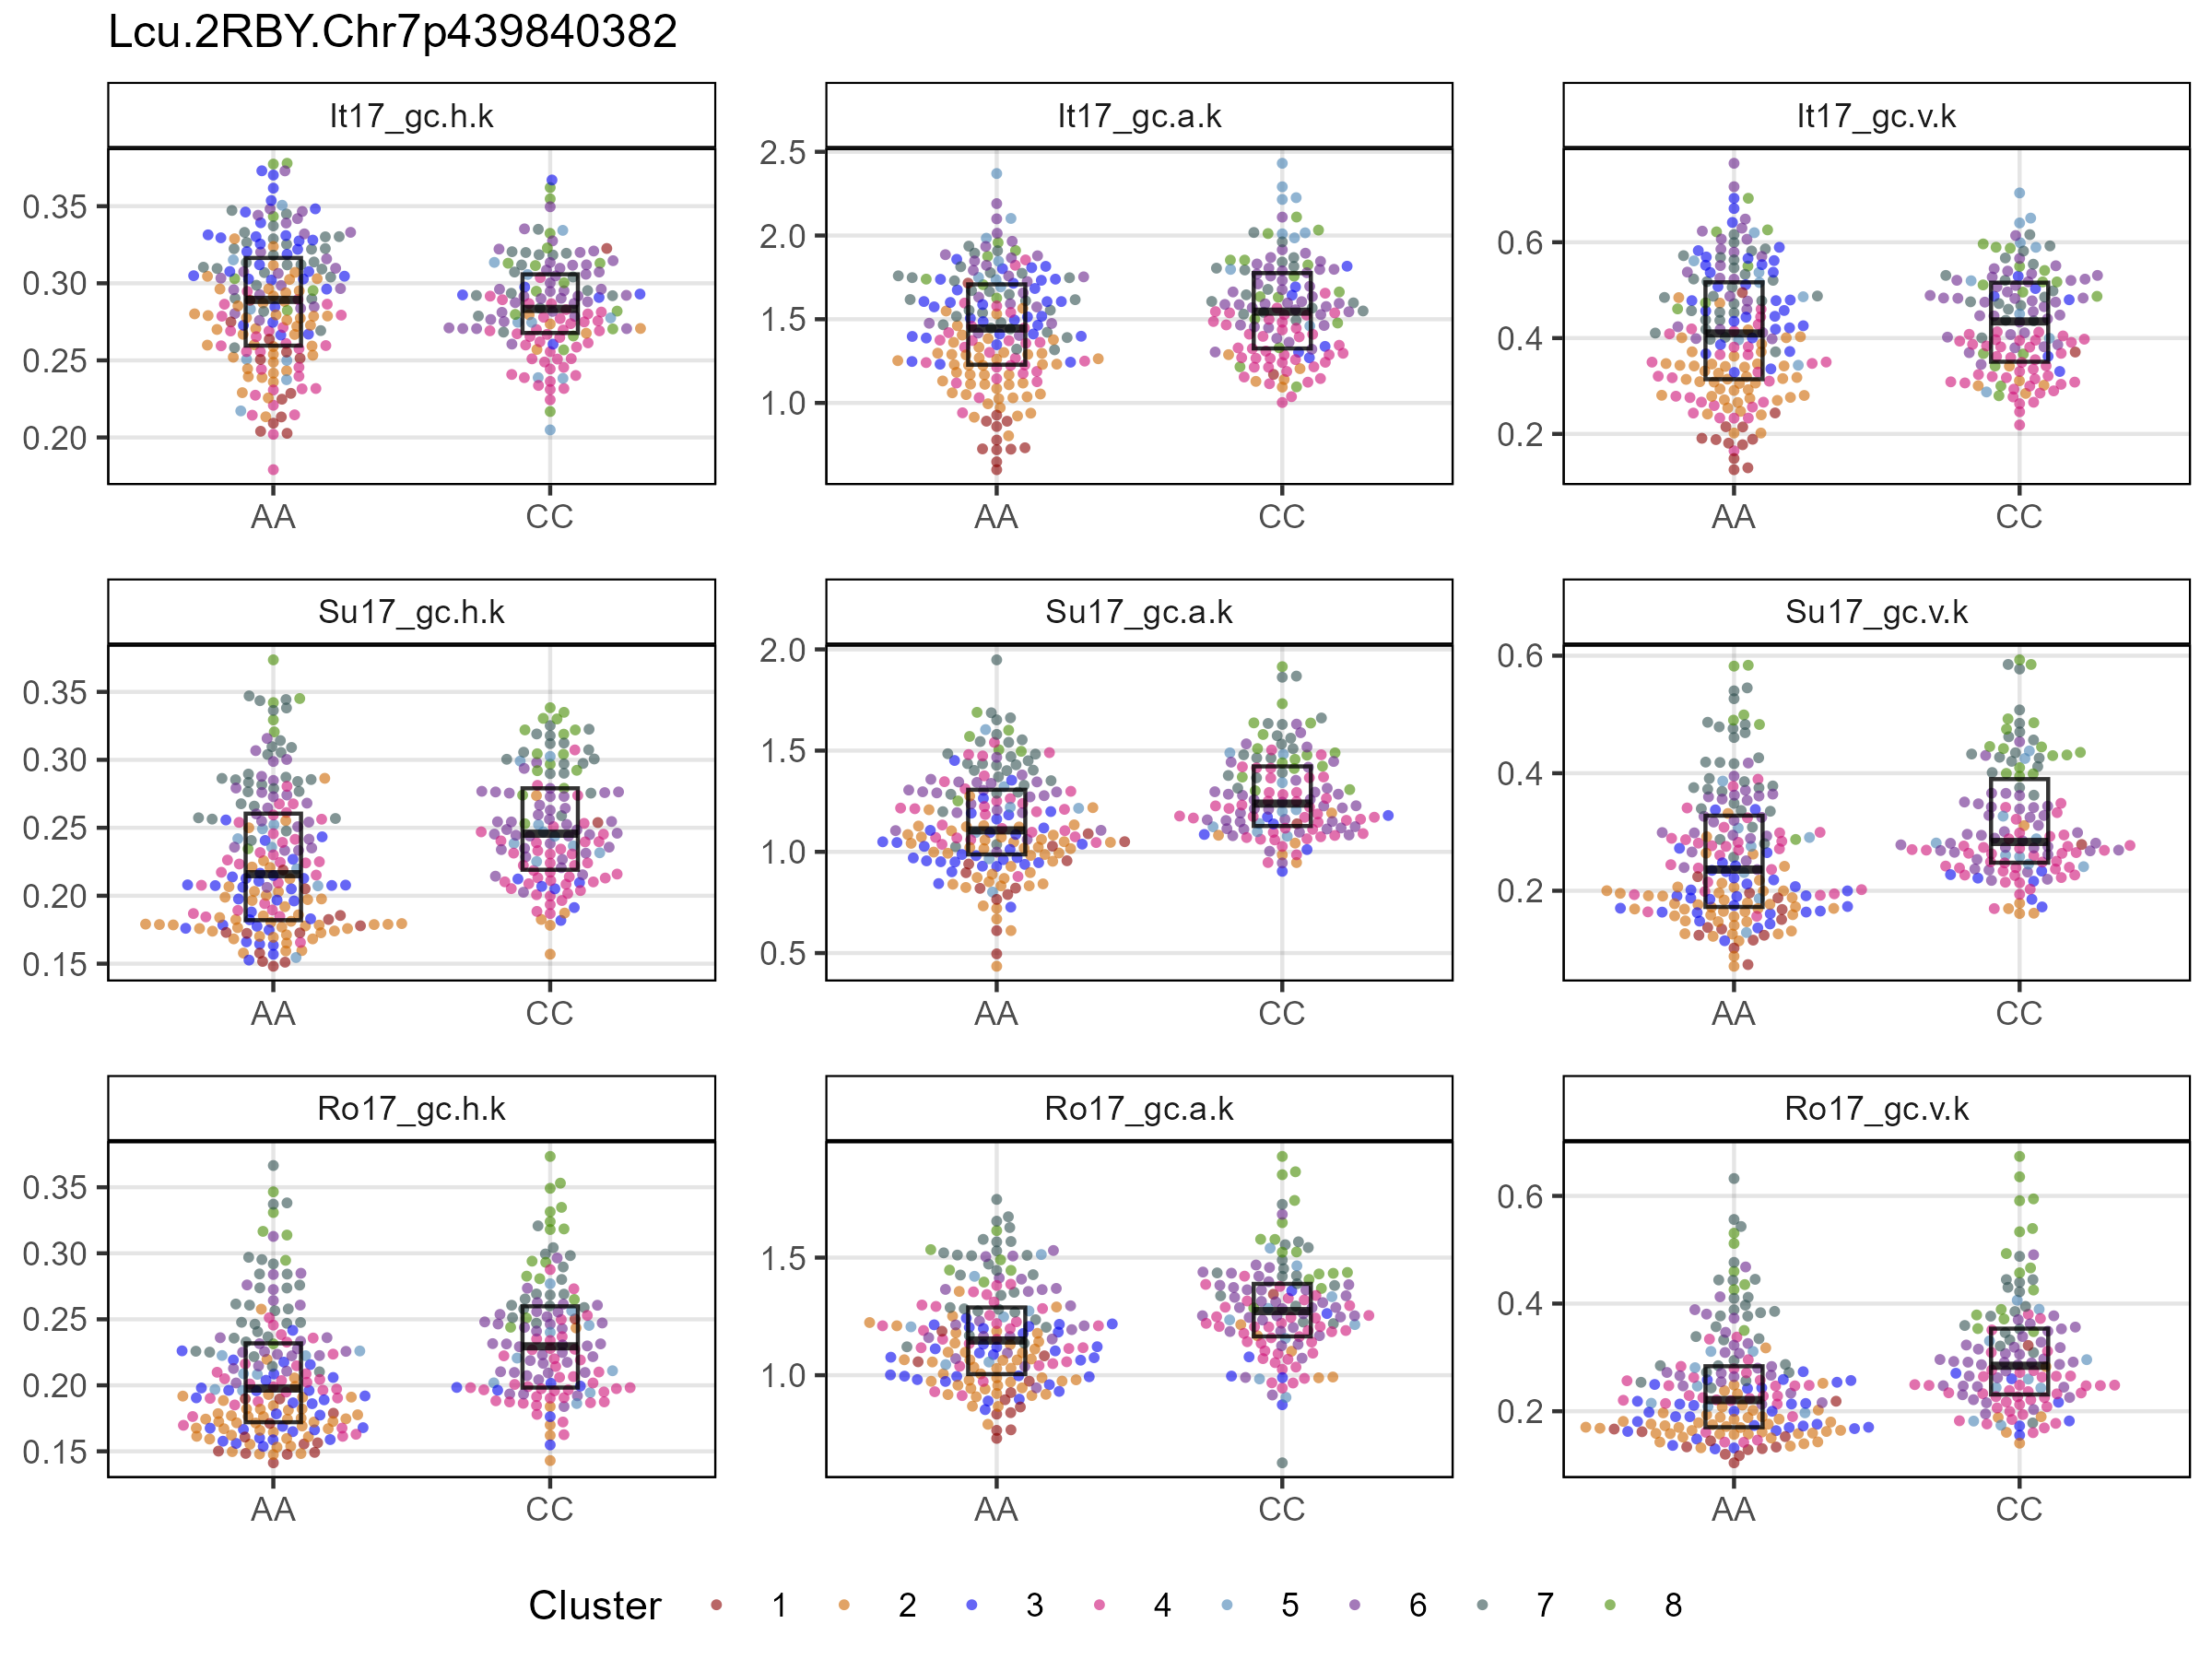 Lcu.2RBY.Chr7p439840382
It17_gc.h.k
It17_gc.a.k
It17_gc.v.k
0.35
0.30
0.25
0.20
AA
CC
2.5
2.0
1.5
1.0
AA
CC
0.6
0.4
0.2
AA
CC
Su17_gc.h.k
Su17_gc.a.k
Su17_gc.v.k
0.35
0.30
0.25
0.20
0.15
AA
CC
2.0
1.5
1.0
0.5
AA
CC
0.6
0.4
0.2
AA
CC
Ro17_gc.h.k
Ro17_gc.a.k
Ro17_gc.v.k
0.35
0.30
0.25
0.20
0.15
AA
CC
1.5
1.0
AA
CC
0.6
0.4
0.2
AA
CC
Cluster 1 2 3 4 5 6 7 8